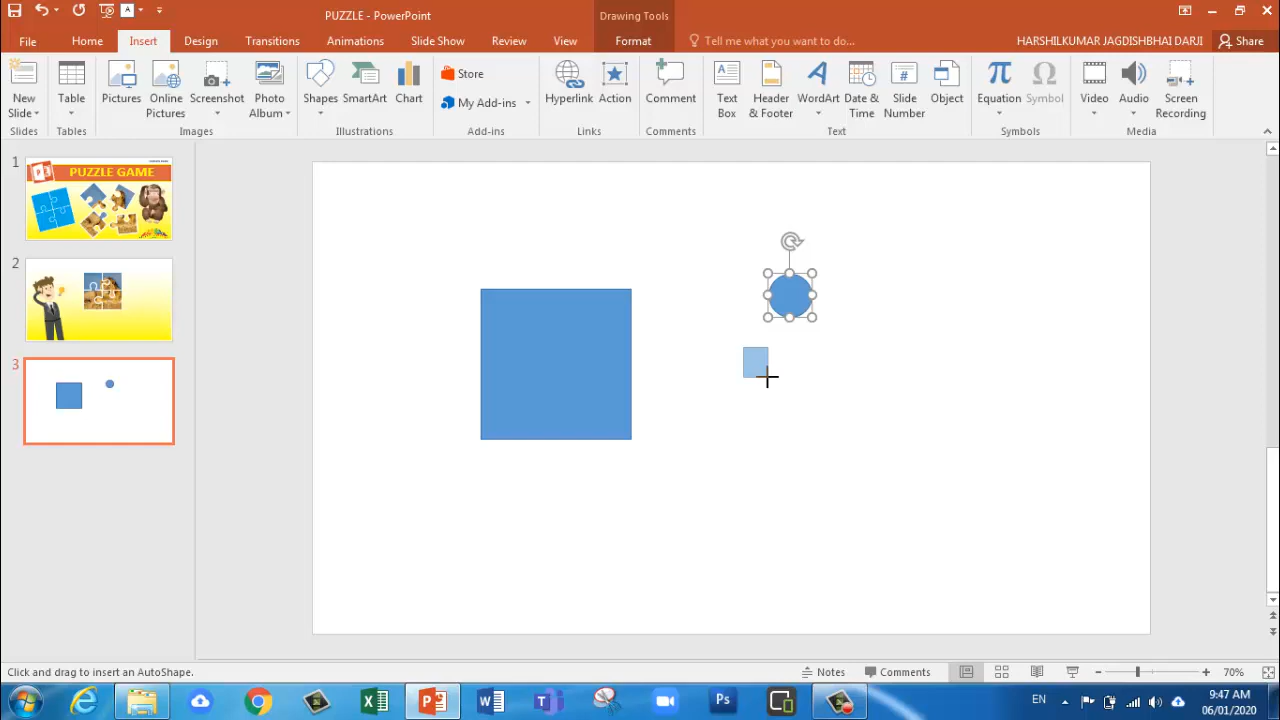 PUZZLE - PowerPoint
Drawing Tools
File Home Insert Design Transitions Animations Slide Show Review View Format Tell me what you want to do... HARSHILKUMAR JAGDISHBHAI DARJI Share
New Slide Table Pictures Online Pictures Screenshot Photo Album Shapes SmartArt Chart Store My Add-ins Hyperlink Action Comment Text Box Header & Footer WordArt Date & Time Slide Number Object Equation Symbol Video Audio Screen Recording
Slides Tables Images Illustrations Add-ins Links Comments Text Symbols Media
1
PUZZLE GAME
2
3
Click and drag to insert an AutoShape. Notes Comments 70%
EN 9:47 AM
06/01/2020